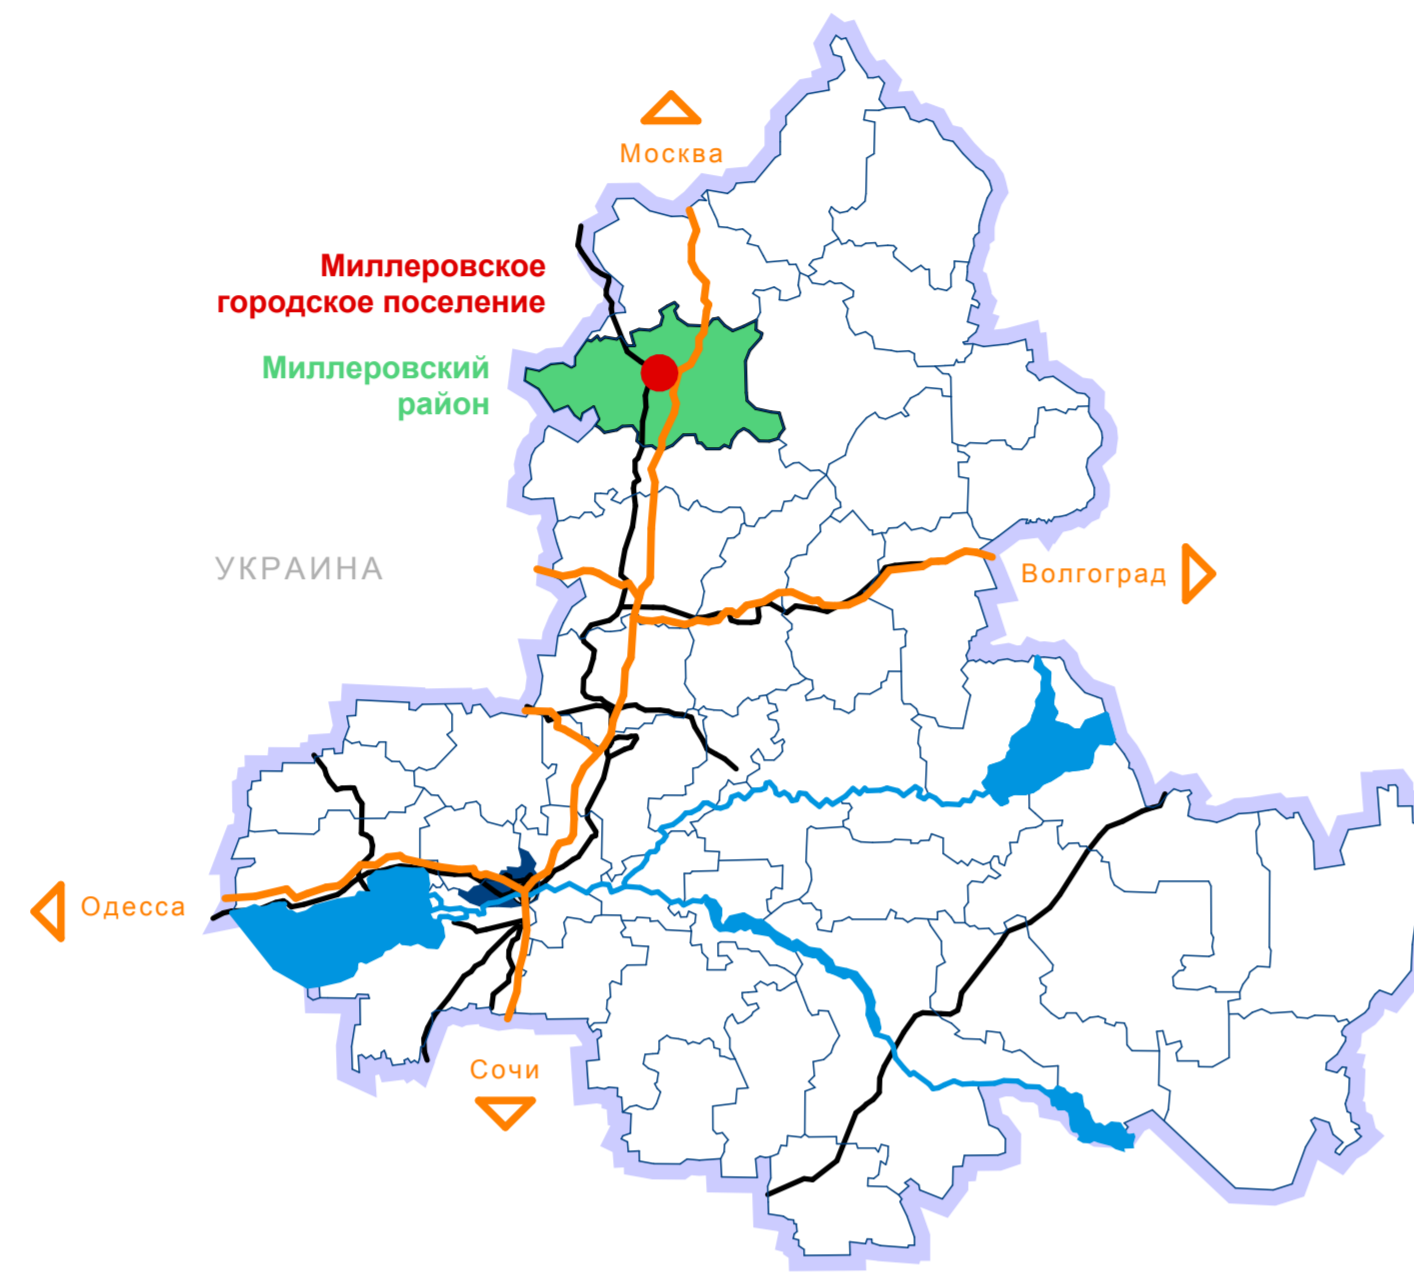 Москва
Миллеровское
городское поселение
Миллеровский
район
УКРАИНА
Волгоград
Одесса
Сочи